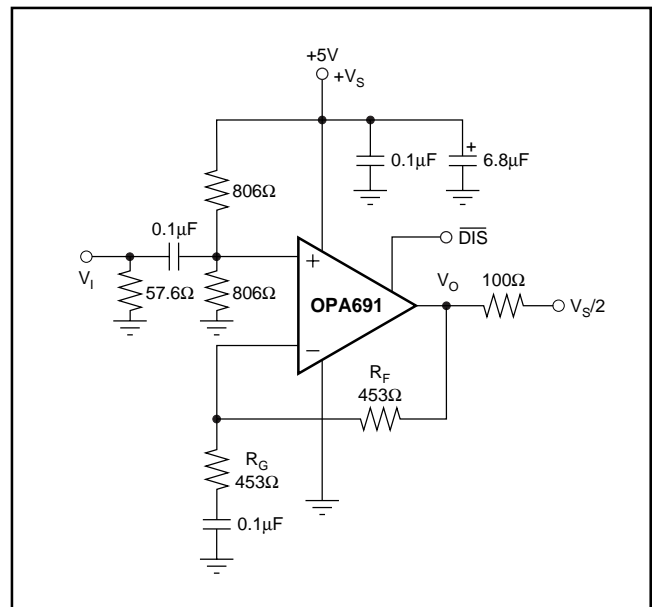 +5V
+V_S
0.1µF
6.8µF
806Ω
0.1µF
DIS
V_I
57.6Ω
806Ω
+
OPA691
−
V_O
100Ω
V_S/2
R_F
453Ω
R_G
453Ω
0.1µF
+